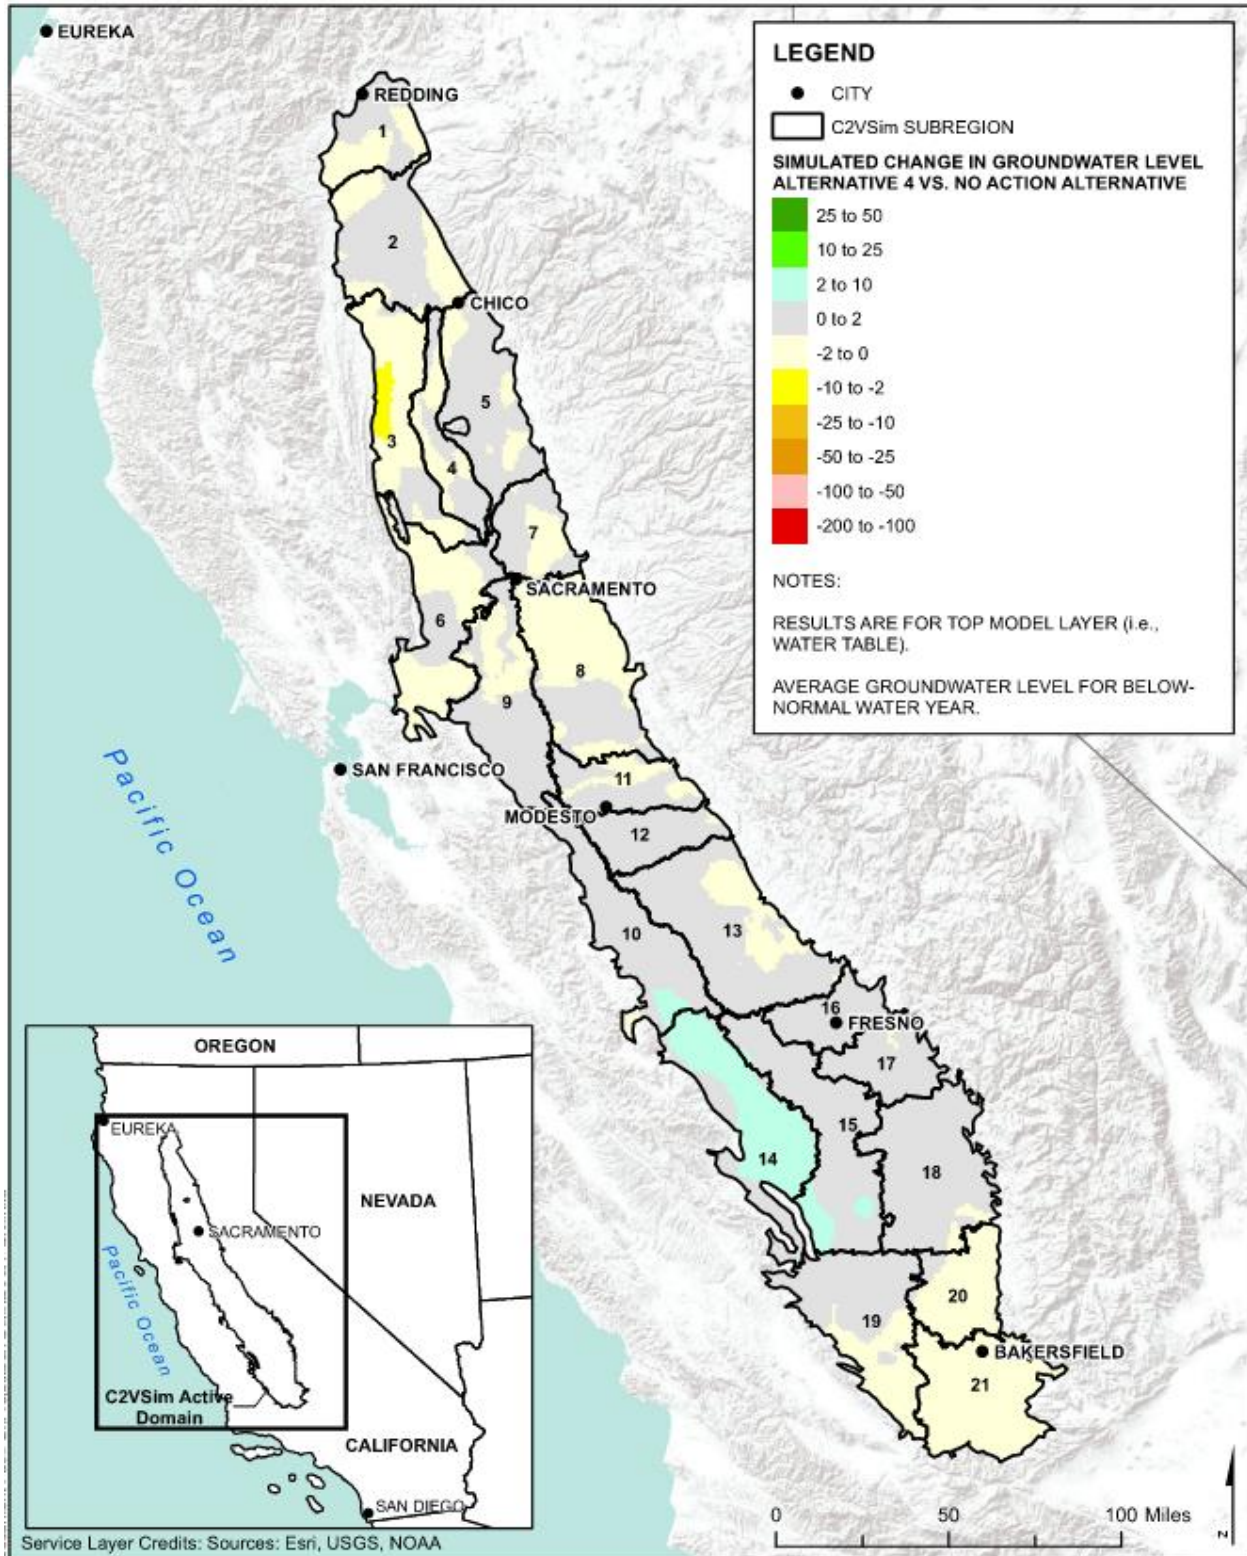 EUREKA
REDDING
1
2
CHICO
5
3
4
7
SACRAMENTO
6
8
9
SAN FRANCISCO
11
MODESTO
12
Pacific Ocean
10
13
16
FRESNO
17
15
14
18
20
19
BAKERSFIELD
21
LEGEND
CITY
C2VSim SUBREGION
SIMULATED CHANGE IN GROUNDWATER LEVEL
ALTERNATIVE 4 VS. NO ACTION ALTERNATIVE
25 to 50
10 to 25
2 to 10
0 to 2
-2 to 0
-10 to -2
-25 to -10
-50 to -25
-100 to -50
-200 to -100
NOTES:
RESULTS ARE FOR TOP MODEL LAYER (i.e.,
WATER TABLE).
AVERAGE GROUNDWATER LEVEL FOR BELOW-
NORMAL WATER YEAR.
OREGON
EUREKA
NEVADA
SACRAMENTO
Pacific Ocean
C2VSim Active
Domain
CALIFORNIA
SAN DIEGO
0 50 100 Miles
N
Service Layer Credits: Sources: Esri, USGS, NOAA